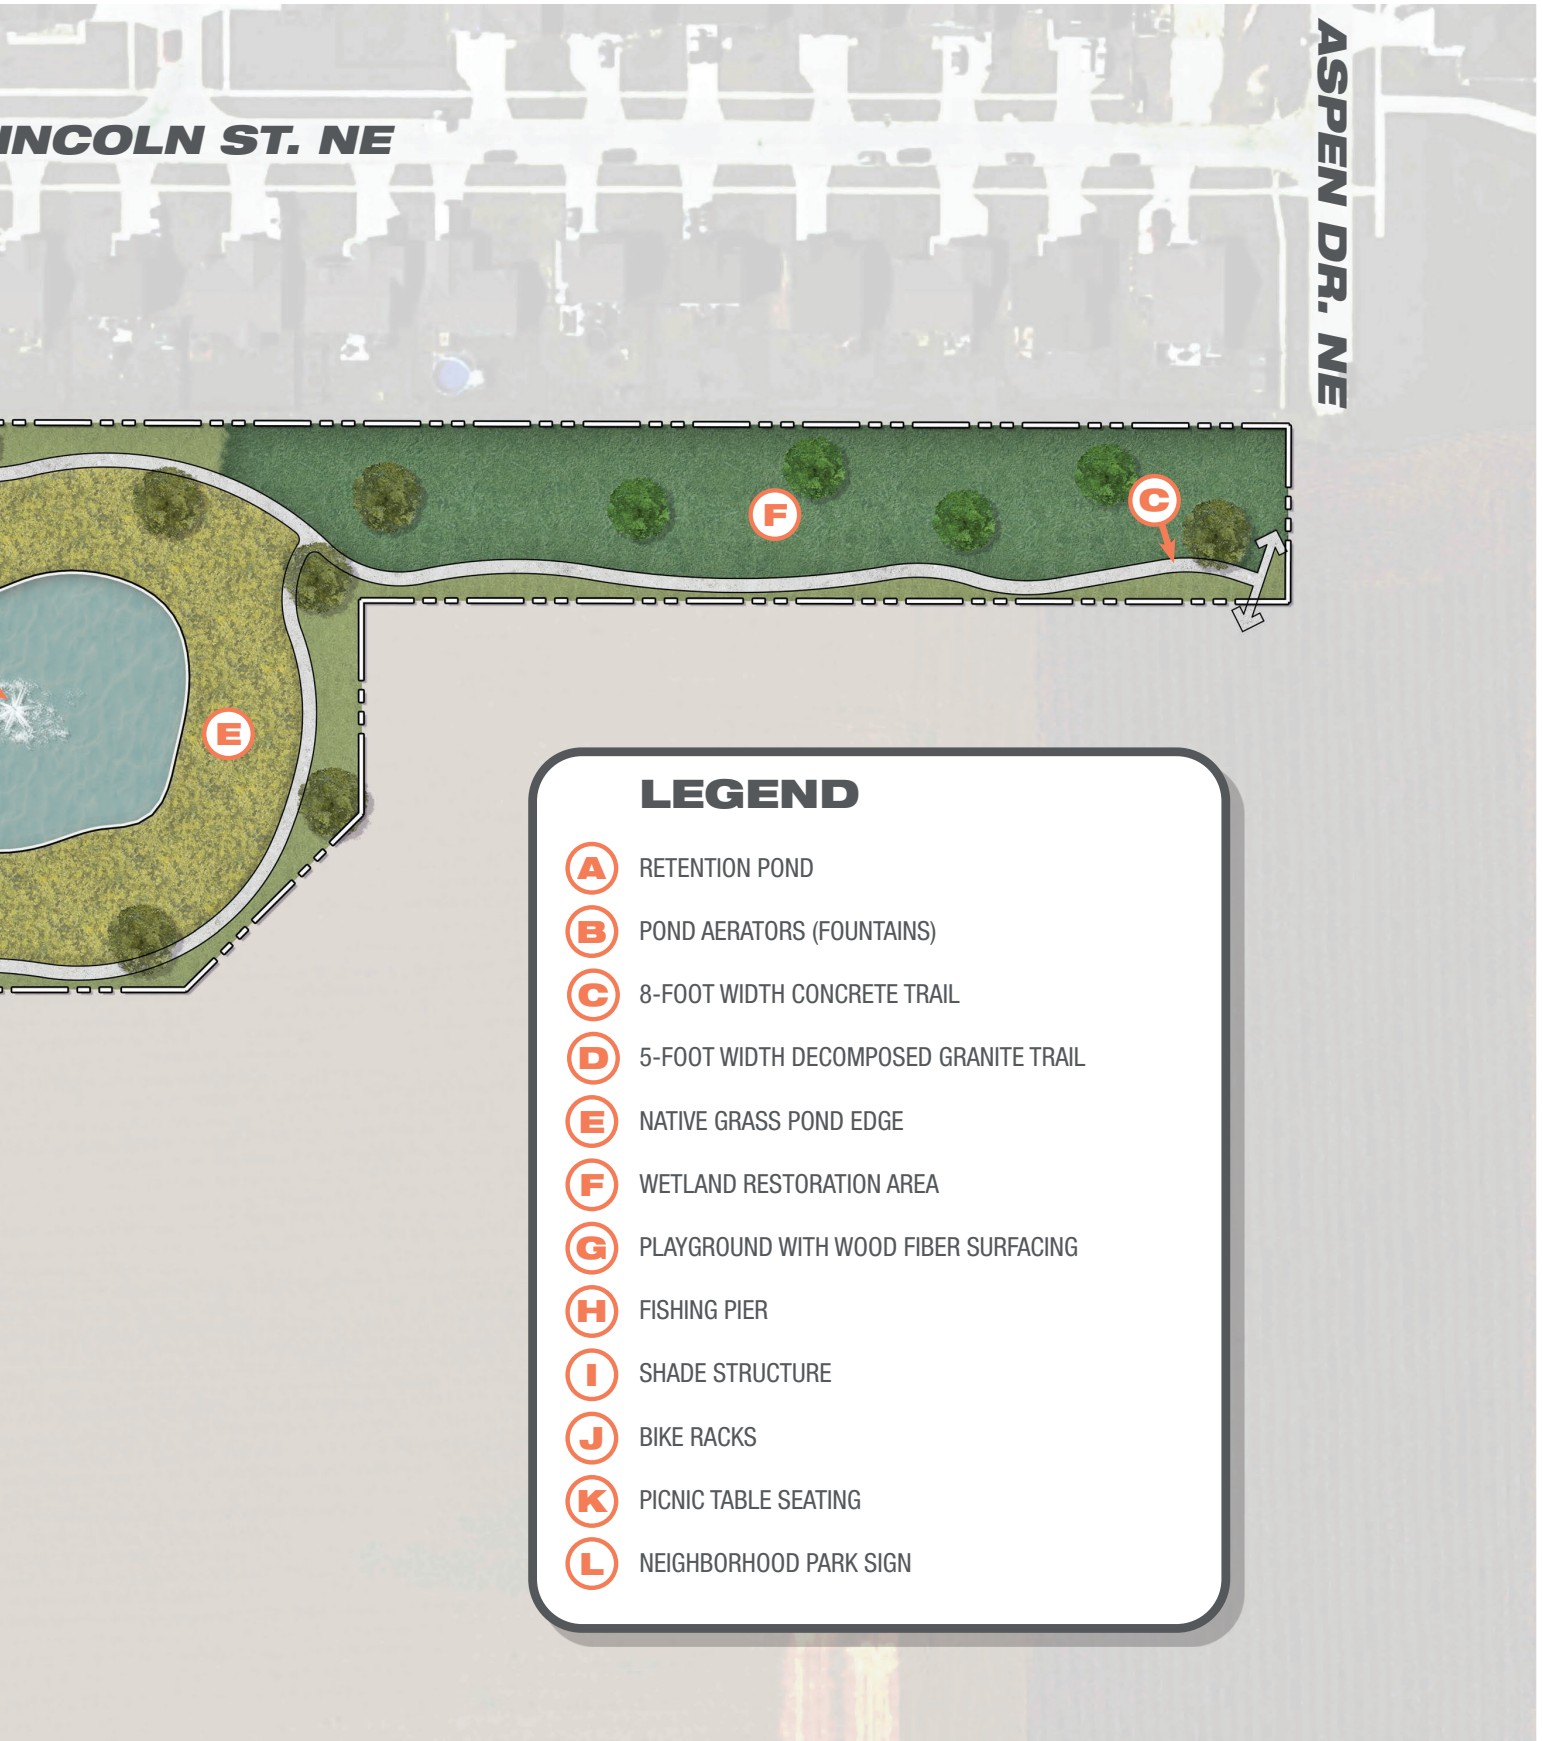 INCOLN ST. NE
ASPEN DR. NE
C
F
E
LEGEND
A RETENTION POND
B POND AERATORS (FOUNTAINS)
C 8-FOOT WIDTH CONCRETE TRAIL
D 5-FOOT WIDTH DECOMPOSED GRANITE TRAIL
E NATIVE GRASS POND EDGE
F WETLAND RESTORATION AREA
G PLAYGROUND WITH WOOD FIBER SURFACING
H FISHING PIER
I SHADE STRUCTURE
J BIKE RACKS
K PICNIC TABLE SEATING
L NEIGHBORHOOD PARK SIGN